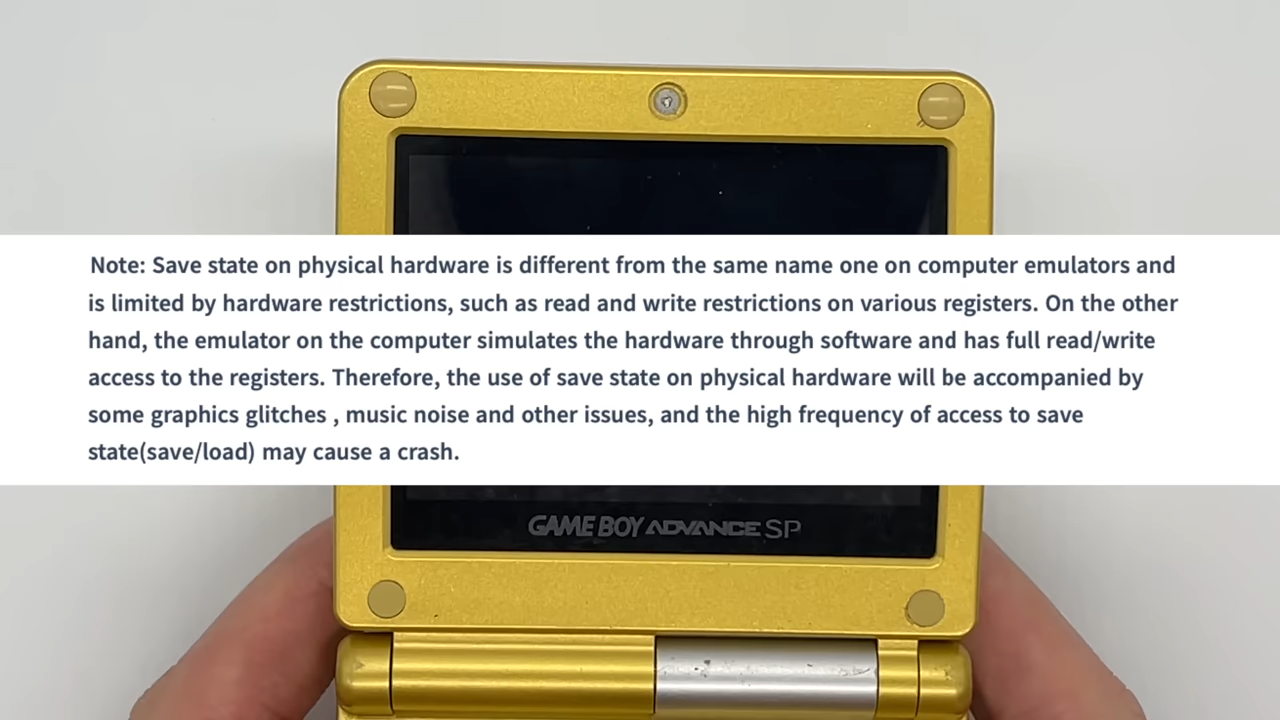 Note: Save state on physical hardware is different from the same name one on computer emulators and
is limited by hardware restrictions, such as read and write restrictions on various registers. On the other
hand, the emulator on the computer simulates the hardware through software and has full read/write
access to the registers. Therefore, the use of save state on physical hardware will be accompanied by
some graphics glitches , music noise and other issues, and the high frequency of access to save
state(save/load) may cause a crash.
GAME BOY ADVANCE SP